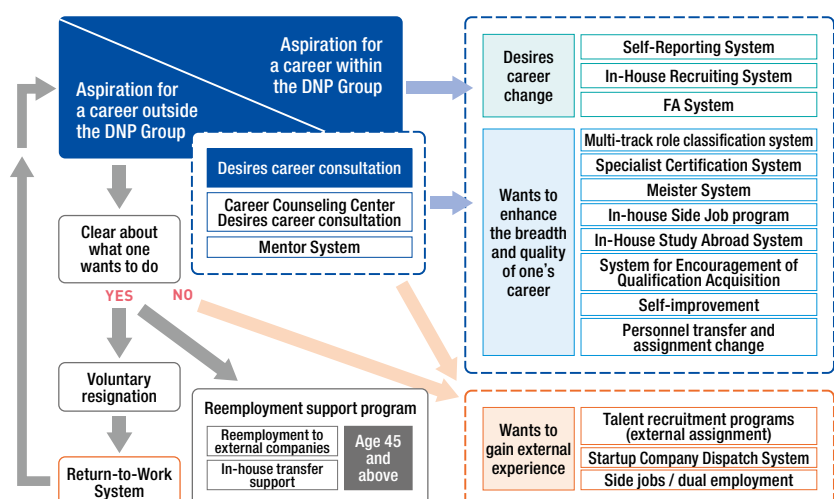 Aspiration for
a career within
the DNP Group
Aspiration for
a career outside
the DNP Group
Desires career consultation
Career Counseling Center
Desires career consultation
Mentor System
Clear about
what one
wants to do
YES
NO
Voluntary
resignation
Return-to-Work
System
Reemployment support program
Reemployment to
external companies
In-house transfer
support
Age 45
and
above
Desires
career
change
Self-Reporting System
In-House Recruiting System
FA System
Wants to
enhance
the breadth
and quality
of one's
career
Multi-track role classification system
Specialist Certification System
Meister System
In-house Side Job program
In-House Study Abroad System
System for Encouragement of
Qualification Acquisition
Self-improvement
Personnel transfer and
assignment change
Wants to
gain external
experience
Talent recruitment programs
(external assignment)
Startup Company Dispatch System
Side jobs / dual employment